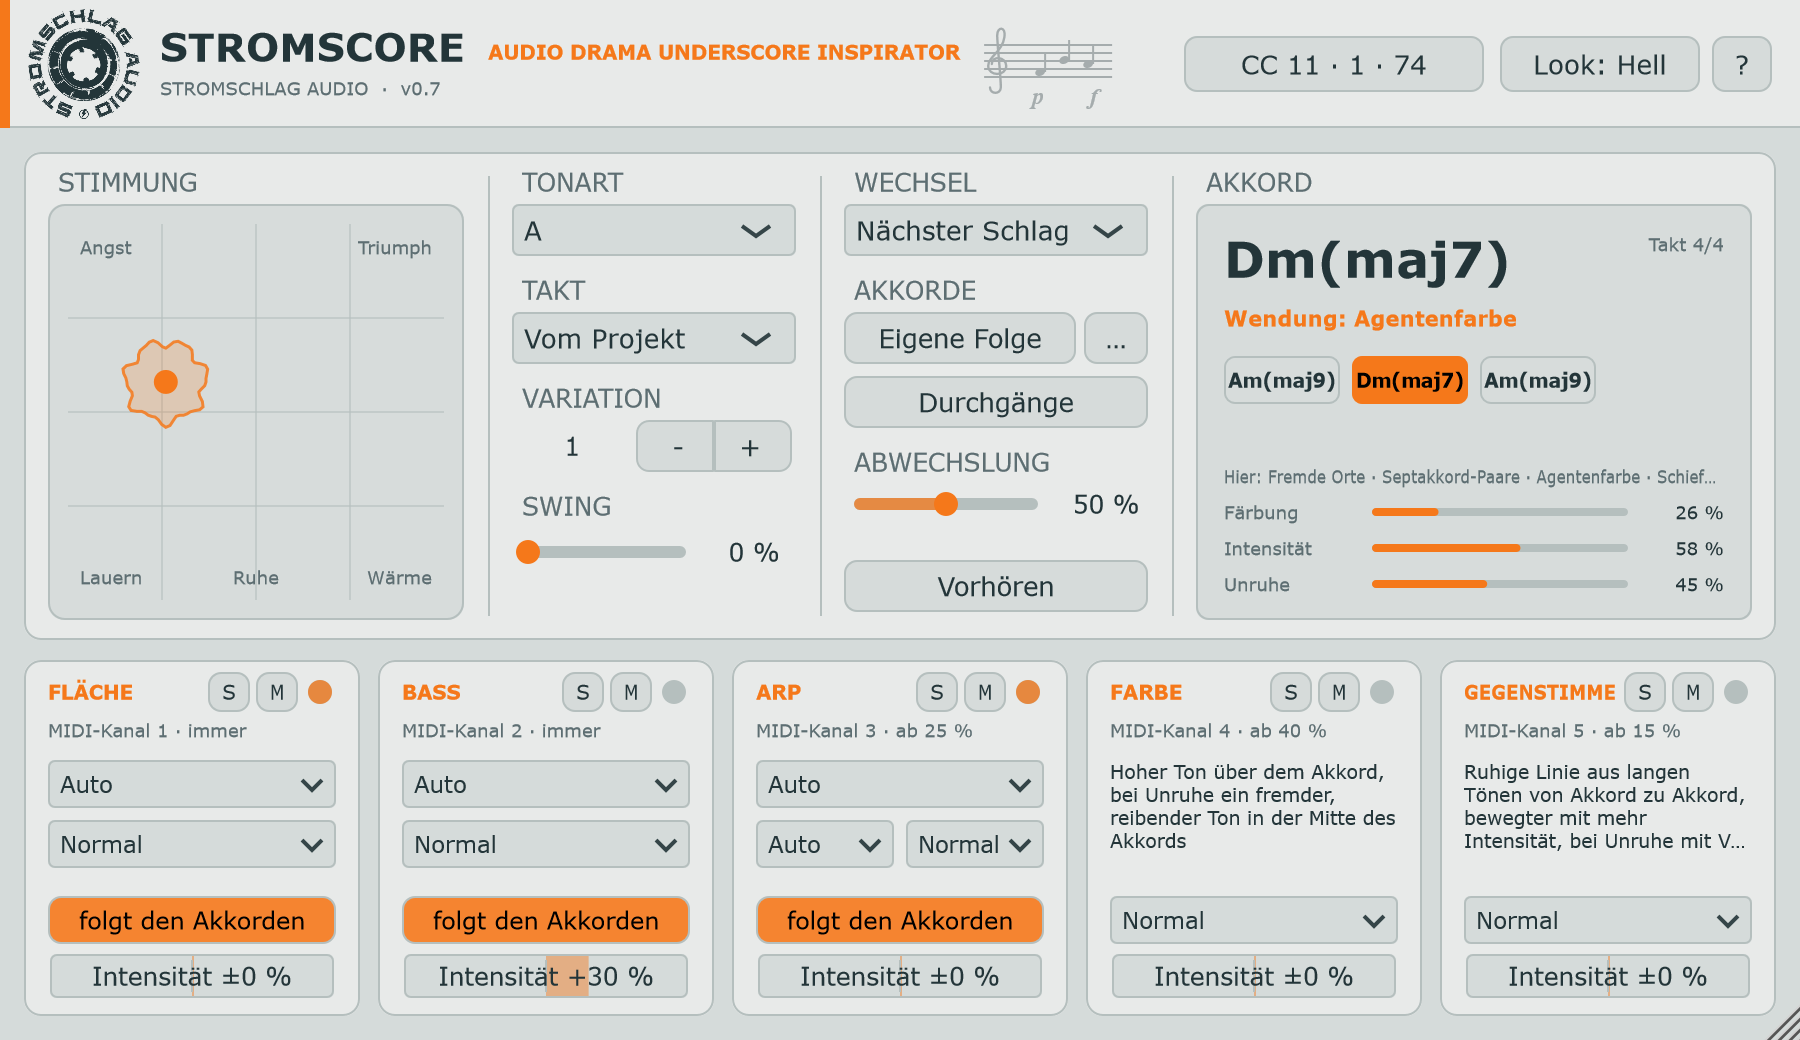 STROMSCHLAG AUDIO
STROMSCORE
AUDIO DRAMA UNDERSCORE INSPIRATOR
STROMSCHLAG AUDIO · v0.7
p f
CC 11 · 1 · 74
Look: Hell
?
STIMMUNG
Angst
Triumph
Lauern
Ruhe
Wärme
TONART
A
TAKT
Vom Projekt
VARIATION
1
- +
SWING
0 %
WECHSEL
Nächster Schlag
AKKORDE
Eigene Folge
...
Durchgänge
ABWECHSLUNG
50 %
Vorhören
AKKORD
Dm(maj7)
Takt 4/4
Wendung: Agentenfarbe
Am(maj9)
Dm(maj7)
Am(maj9)
Hier: Fremde Orte · Septakkord-Paare · Agentenfarbe · Schief...
Färbung 26 %
Intensität 58 %
Unruhe 45 %
FLÄCHE S M
MIDI-Kanal 1 · immer
Auto
Normal
folgt den Akkorden
Intensität ±0 %
BASS S M
MIDI-Kanal 2 · immer
Auto
Normal
folgt den Akkorden
Intensität +30 %
ARP S M
MIDI-Kanal 3 · ab 25 %
Auto
Auto
Normal
folgt den Akkorden
Intensität ±0 %
FARBE S M
MIDI-Kanal 4 · ab 40 %
Hoher Ton über dem Akkord,
bei Unruhe ein fremder,
reibender Ton in der Mitte des
Akkords
Normal
Intensität ±0 %
GEGENSTIMME S M
MIDI-Kanal 5 · ab 15 %
Ruhige Linie aus langen
Tönen von Akkord zu Akkord,
bewegter mit mehr
Intensität, bei Unruhe mit V...
Normal
Intensität ±0 %